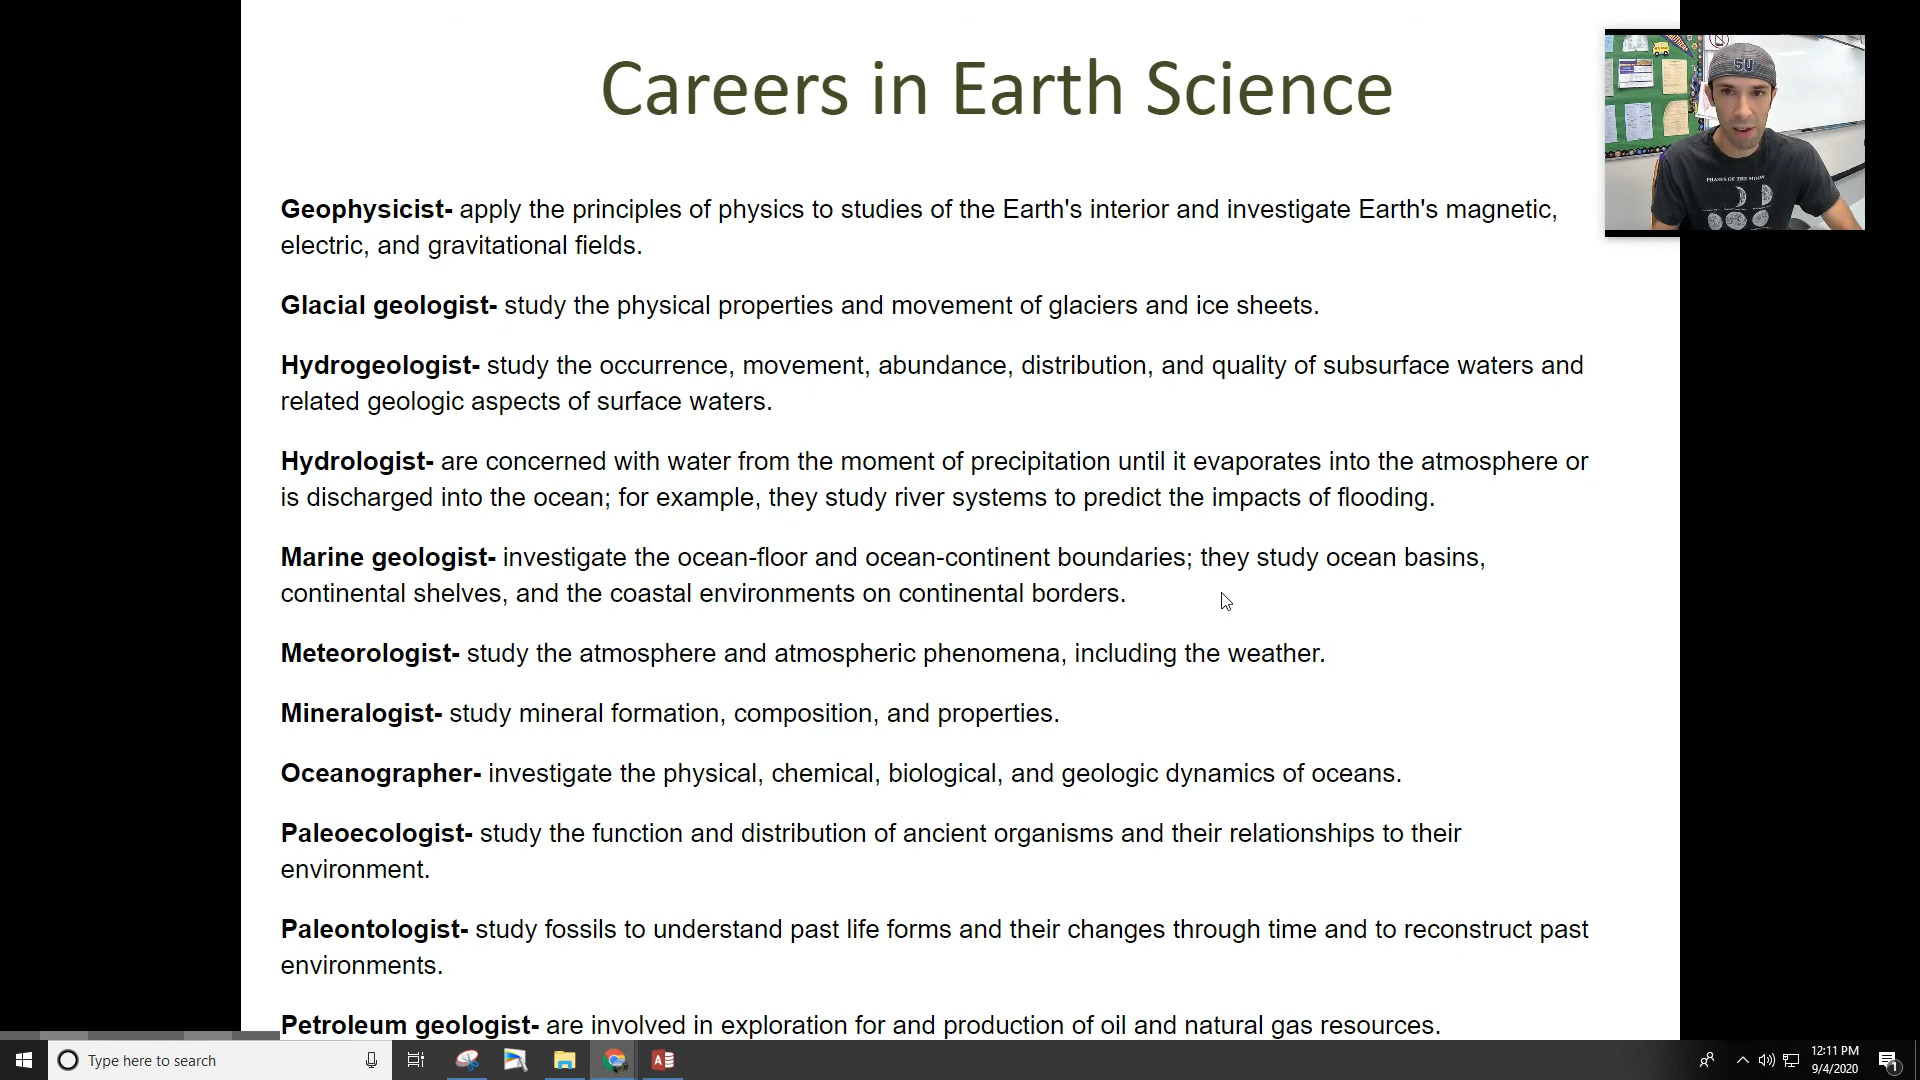 Careers in Earth Science
SU
PHASES OF THE MOON
Geophysicist- apply the principles of physics to studies of the Earth's interior and investigate Earth's magnetic,
electric, and gravitational fields.
Glacial geologist- study the physical properties and movement of glaciers and ice sheets.
Hydrogeologist- study the occurrence, movement, abundance, distribution, and quality of subsurface waters and
related geologic aspects of surface waters.
Hydrologist- are concerned with water from the moment of precipitation until it evaporates into the atmosphere or
is discharged into the ocean; for example, they study river systems to predict the impacts of flooding.
Marine geologist- investigate the ocean-floor and ocean-continent boundaries; they study ocean basins,
continental shelves, and the coastal environments on continental borders.
Meteorologist- study the atmosphere and atmospheric phenomena, including the weather.
Mineralogist- study mineral formation, composition, and properties.
Oceanographer- investigate the physical, chemical, biological, and geologic dynamics of oceans.
Paleoecologist- study the function and distribution of ancient organisms and their relationships to their
environment.
Paleontologist- study fossils to understand past life forms and their changes through time and to reconstruct past
environments.
Petroleum geologist- are involved in exploration for and production of oil and natural gas resources.
Type here to search
12:11 PM
9/4/2020
1